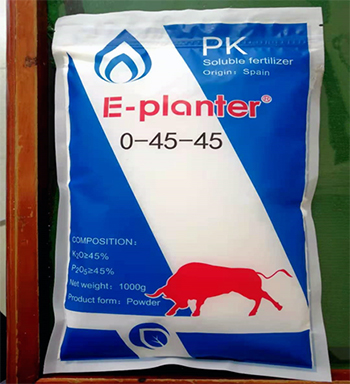 PK
Soluble fertilizer
Origin: Spain
E-planter®
0-45-45
COMPOSITION:
K₂O≥45%
P₂O₅≥45%
Net weight: 1000g
Product form: Powder